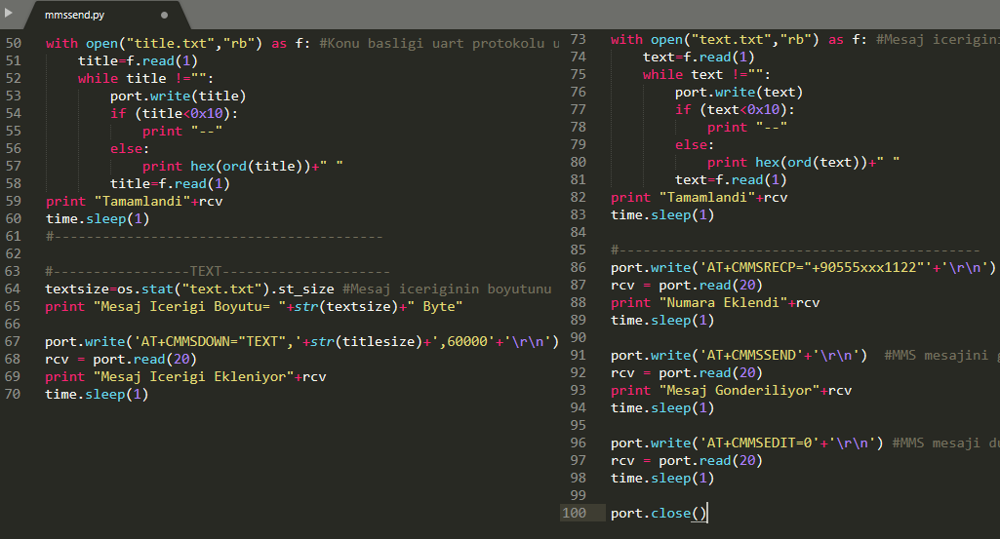 mmssend.py
50 with open("title.txt","rb") as f: #Konu basligi uart protokolu u
51 title=f.read(1)
52 while title !="":
53 port.write(title)
54 if (title<0x10):
55 print "--"
56 else:
57 print hex(ord(title))+" "
58 title=f.read(1)
59 print "Tamamlandi"+rcv
60 time.sleep(1)
61 #-----------------------------------------
62
63 #-----------------TEXT---------------------
64 textsize=os.stat("text.txt").st_size #Mesaj iceriginin boyutunu
65 print "Mesaj Icerigi Boyutu= "+str(textsize)+" Byte"
66
67 port.write('AT+CMMSDOWN="TEXT",'+str(titlesize)+',60000'+'\r\n')
68 rcv = port.read(20)
69 print "Mesaj Icerigi Ekleniyor"+rcv
70 time.sleep(1)
73 with open("text.txt","rb") as f: #Mesaj icerigini
74 text=f.read(1)
75 while text !="":
76 port.write(text)
77 if (text<0x10):
78 print "--"
79 else:
80 print hex(ord(text))+" "
81 text=f.read(1)
82 print "Tamamlandi"+rcv
83 time.sleep(1)
84
85 #---------------------------------------------
86 port.write('AT+CMMSRECP="+90555xxx1122"'+'\r\n')
87 rcv = port.read(20)
88 print "Numara Eklendi"+rcv
89 time.sleep(1)
90
91 port.write('AT+CMMSSEND'+'\r\n') #MMS mesajini g
92 rcv = port.read(20)
93 print "Mesaj Gonderiliyor"+rcv
94 time.sleep(1)
95
96 port.write('AT+CMMSEDIT=0'+'\r\n') #MMS mesaji du
97 rcv = port.read(20)
98 time.sleep(1)
99
100 port.close()